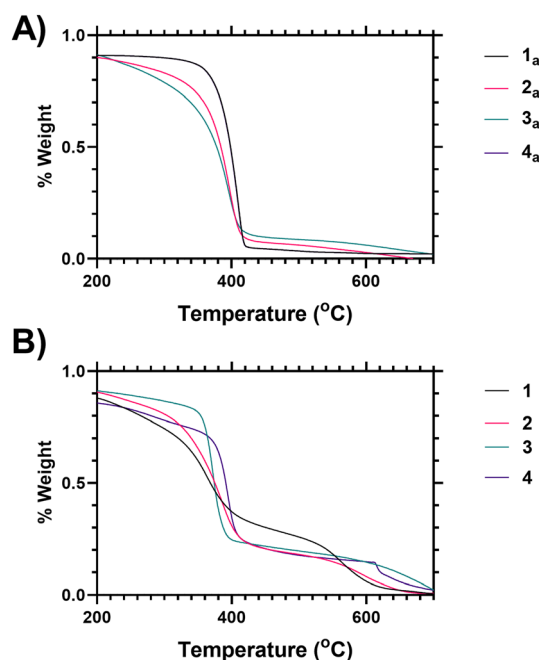 A)
1.0
0.5
0.0
% Weight
200 400 600
Temperature (°C)
1a
2a
3a
4a
B)
1.0
0.5
0.0
% Weight
200 400 600
Temperature (°C)
1
2
3
4